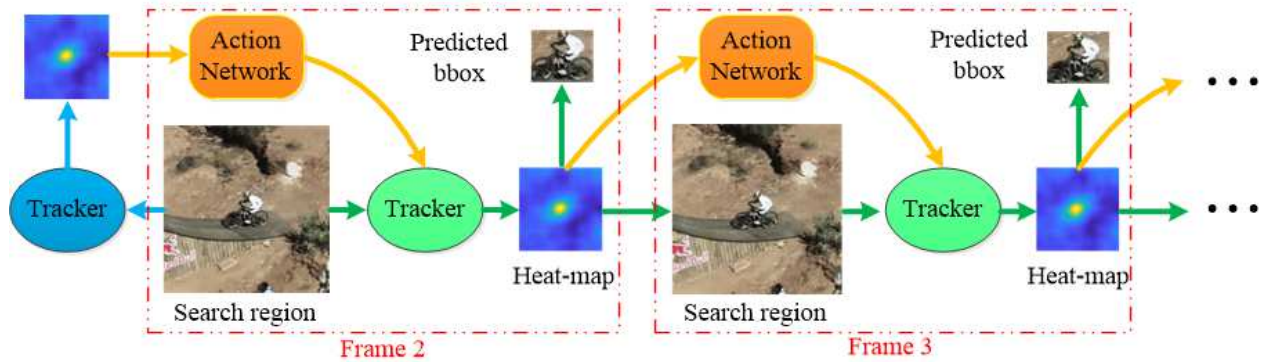 Action
Network
Predicted
bbox
Action
Network
Predicted
bbox
Tracker
Tracker
Tracker
Heat-map
Heat-map
Search region
Search region
Frame 2
Frame 3